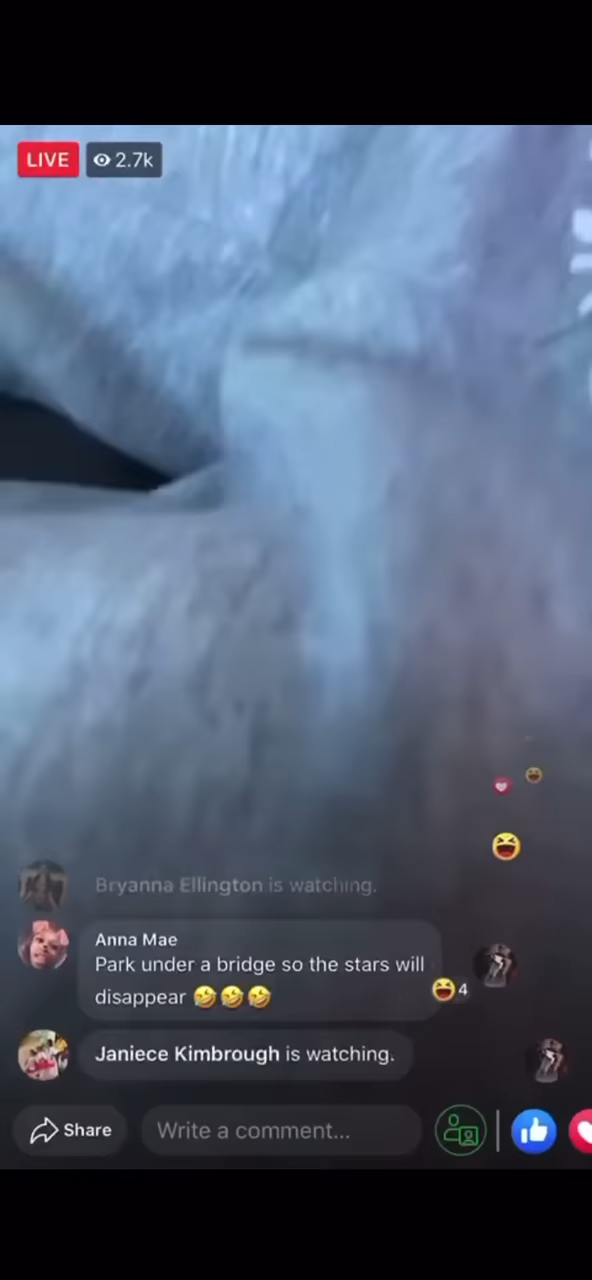 LIVE 2.7k
Bryanna Ellington is watching.
Anna Mae
Park under a bridge so the stars will
disappear 🤣🤣🤣
4
Janiece Kimbrough is watching.
Share Write a comment...